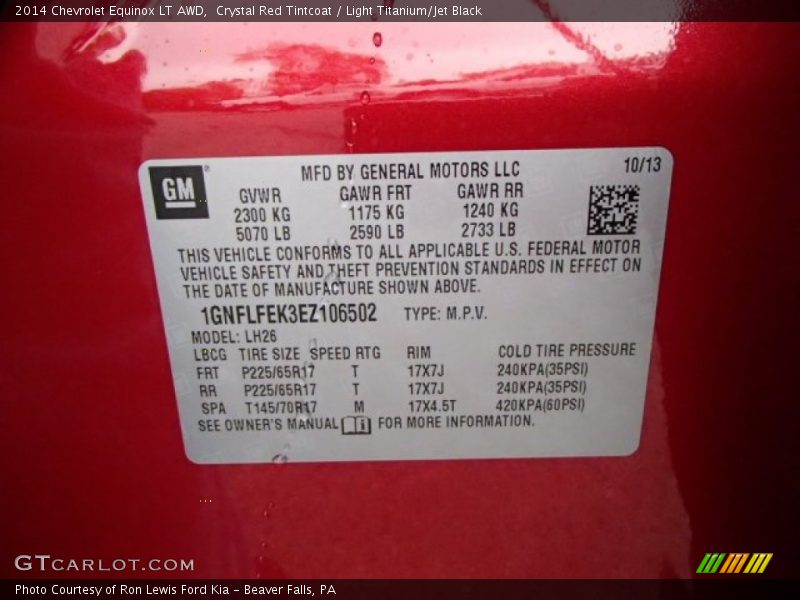 2014 Chevrolet Equinox LT AWD,  Crystal Red Tintcoat / Light Titanium/Jet Black
GM
MFD BY GENERAL MOTORS LLC 10/13
GVWR GAWR FRT GAWR RR
2300 KG 1175 KG 1240 KG
5070 LB 2590 LB 2733 LB
THIS VEHICLE CONFORMS TO ALL APPLICABLE U.S. FEDERAL MOTOR
VEHICLE SAFETY AND THEFT PREVENTION STANDARDS IN EFFECT ON
THE DATE OF MANUFACTURE SHOWN ABOVE.
1GNFLFEK3EZ106502 TYPE: M.P.V.
MODEL: LH26
LBCG TIRE SIZE SPEED RTG RIM COLD TIRE PRESSURE
FRT P225/65R17 T 17X7J 240KPA(35PSI)
RR P225/65R17 T 17X7J 240KPA(35PSI)
SPA T145/70R17 M 17X4.5T 420KPA(60PSI)
SEE OWNER'S MANUAL FOR MORE INFORMATION.
GTCARLOT.COM
Photo Courtesy of Ron Lewis Ford Kia - Beaver Falls, PA